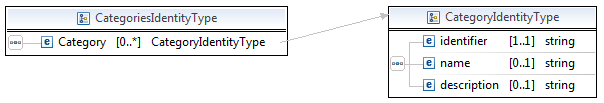 CategoriesIdentityType
e Category [0..*] CategoryIdentityType
CategoryIdentityType
e identifier [1..1] string
e name [0..1] string
e description [0..1] string